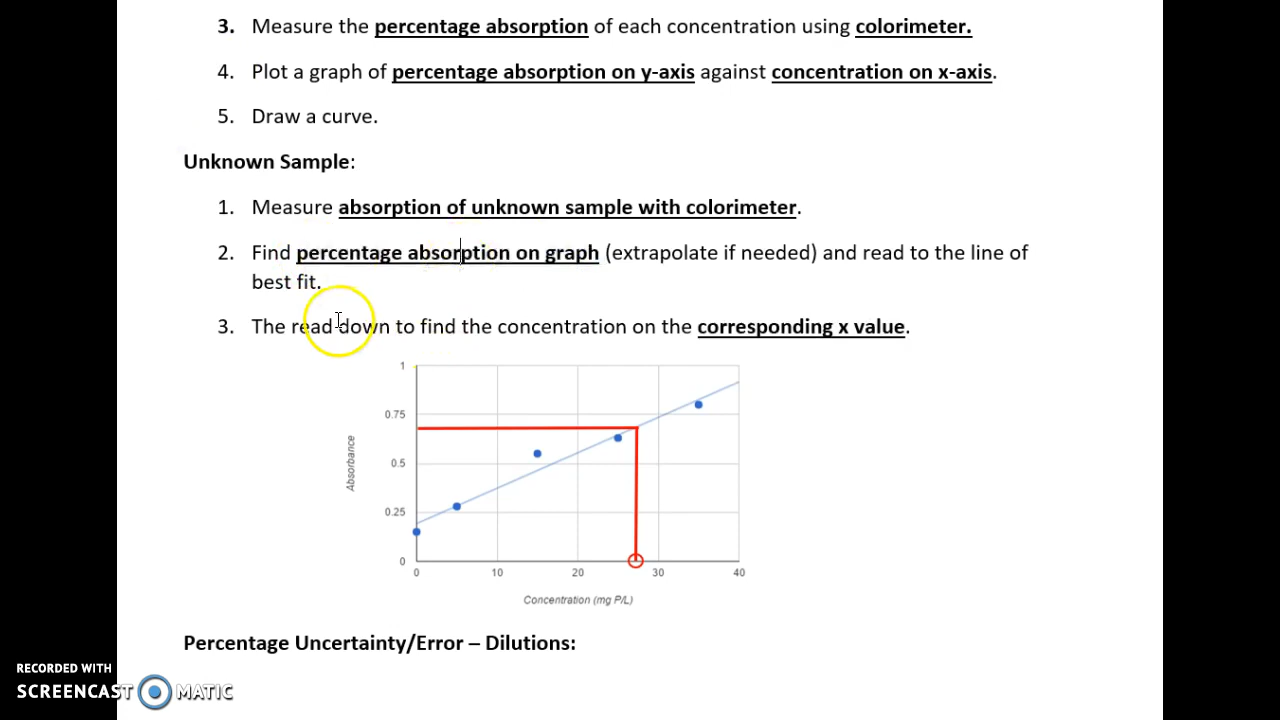 3. Measure the percentage absorption of each concentration using colorimeter.
4. Plot a graph of percentage absorption on y-axis against concentration on x-axis.
5. Draw a curve.
Unknown Sample:
1. Measure absorption of unknown sample with colorimeter.
2. Find percentage absorption on graph (extrapolate if needed) and read to the line of
best fit.
3. The read down to find the concentration on the corresponding x value.
1
0.75
0.5
0.25
0
Absorbance
0 10 20 30 40
Concentration (mg P/L)
Percentage Uncertainty/Error – Dilutions:
RECORDED WITH
SCREENCAST MATIC